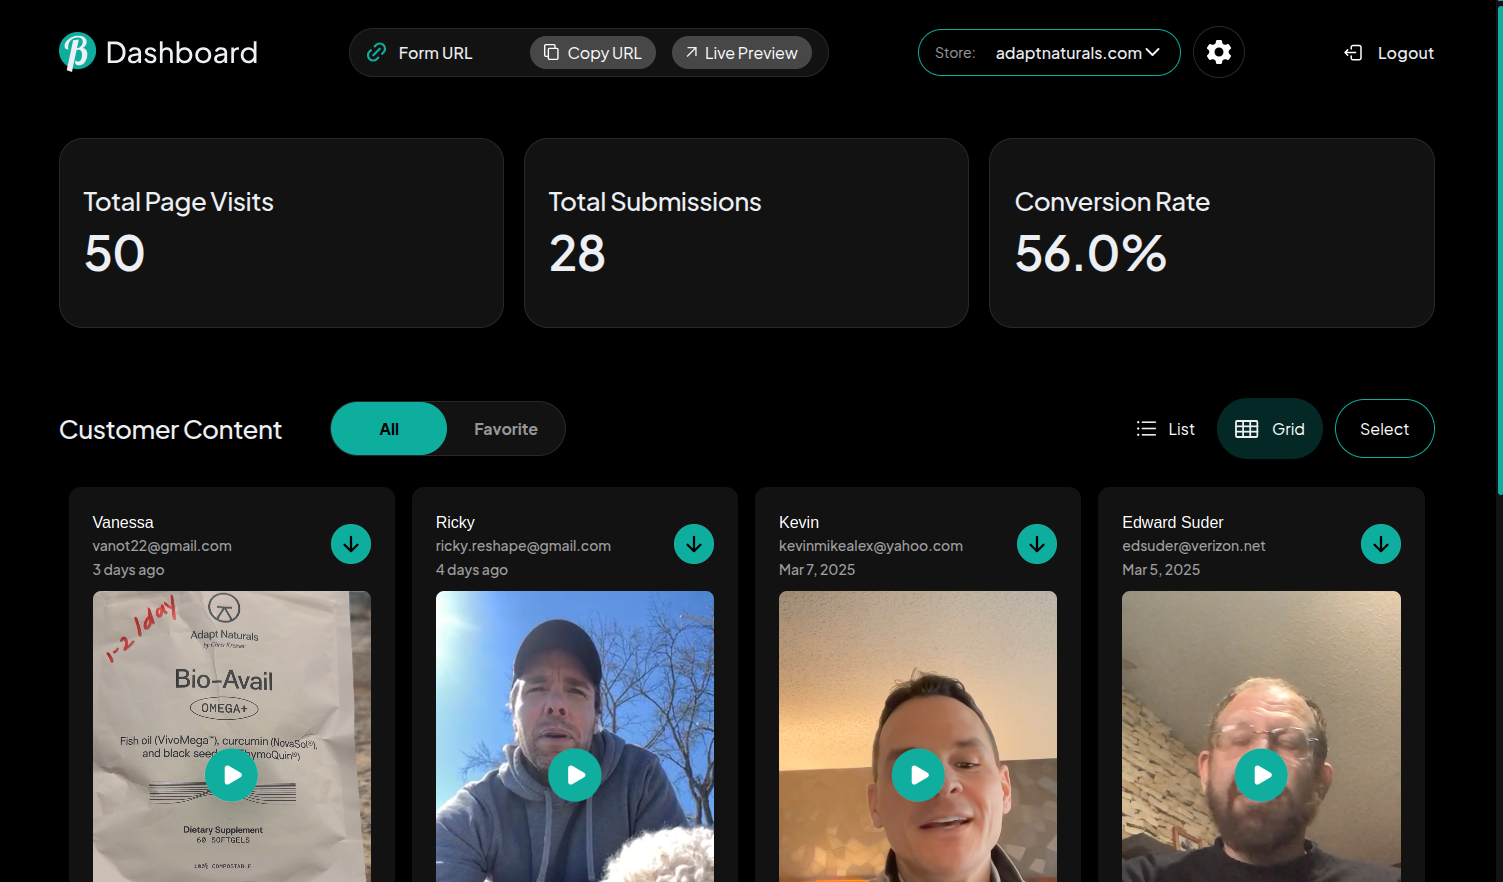 Dashboard
Form URL
Copy URL
Live Preview
Store: adaptnaturals.com
Logout
Total Page Visits
50
Total Submissions
28
Conversion Rate
56.0%
Customer Content
All
Favorite
List
Grid
Select
Vanessa
vanot22@gmail.com
3 days ago
1-2/day
Adapt Naturals
by Chris Kresser
Bio-Avail
OMEGA+
Fish oil (VivoMega™), curcumin (NovaSol®),
and black seed ThymoQuin®)
Dietary Supplement
60 SOFTGELS
100% COMPOSTABLE
Ricky
ricky.reshape@gmail.com
4 days ago
Kevin
kevinmikealex@yahoo.com
Mar 7, 2025
Edward Suder
edsuder@verizon.net
Mar 5, 2025